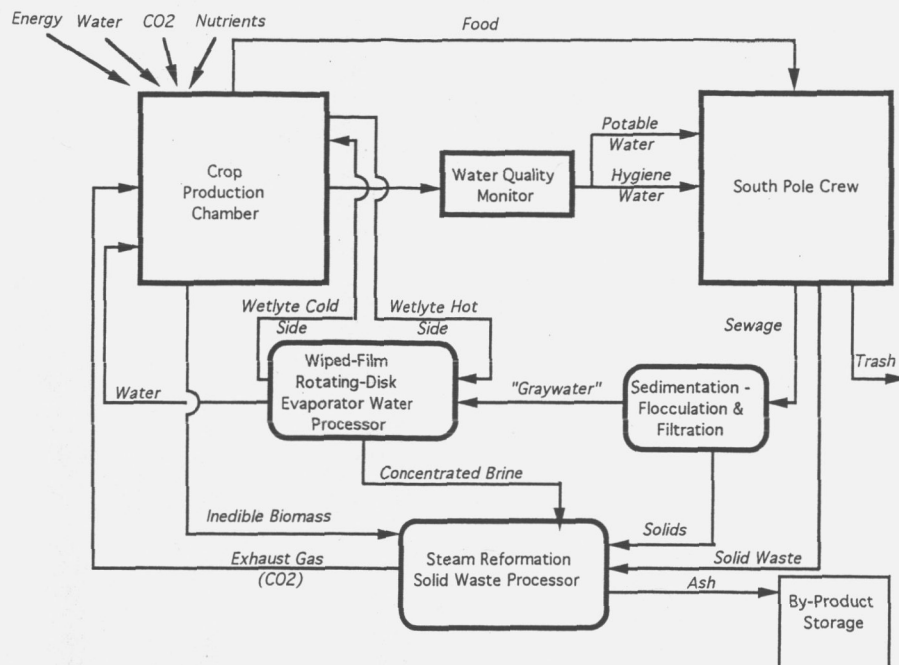 Food
Energy
Water
CO2
Nutrients
Crop
Production
Chamber
Water Quality
Monitor
Potable
Water
Hygiene
Water
South Pole Crew
Wetlyte Cold
Side
Wetlyte Hot
Side
Sewage
Trash
Wiped-Film
Rotating-Disk
Evaporator Water
Processor
Water
"Graywater"
Sedimentation -
Flocculation &
Filtration
Concentrated Brine
Inedible Biomass
Solids
Exhaust Gas
(CO2)
Steam Reformation
Solid Waste Processor
Solid Waste
Ash
By-Product
Storage